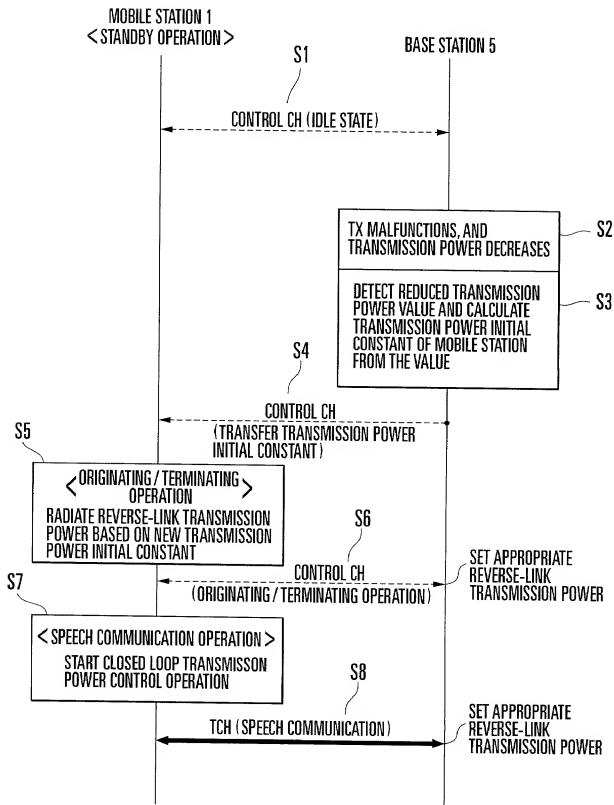 MOBILE STATION 1
<STANDBY OPERATION>
BASE STATION 5
S1
CONTROL CH (IDLE STATE)
TX MALFUNCTIONS, AND
TRANSMISSION POWER DECREASES
S2
DETECT REDUCED TRANSMISSION
POWER VALUE AND CALCULATE
TRANSMISSION POWER INITIAL
CONSTANT OF MOBILE STATION
FROM THE VALUE
S3
S4
CONTROL CH
(TRANSFER TRANSMISSION POWER
INITIAL CONSTANT)
S5
<ORIGINATING / TERMINATING
OPERATION>
RADIATE REVERSE-LINK TRANSMISSION
POWER BASED ON NEW TRANSMISSION
POWER INITIAL CONSTANT
S6
CONTROL CH
(ORIGINATING / TERMINATING OPERATION)
SET APPROPRIATE
REVERSE-LINK
TRANSMISSION POWER
S7
<SPEECH COMMUNICATION OPERATION>
START CLOSED LOOP TRANSMISSON
POWER CONTROL OPERATION
S8
TCH (SPEECH COMMUNICATION)
SET APPROPRIATE
REVERSE-LINK
TRANSMISSION POWER